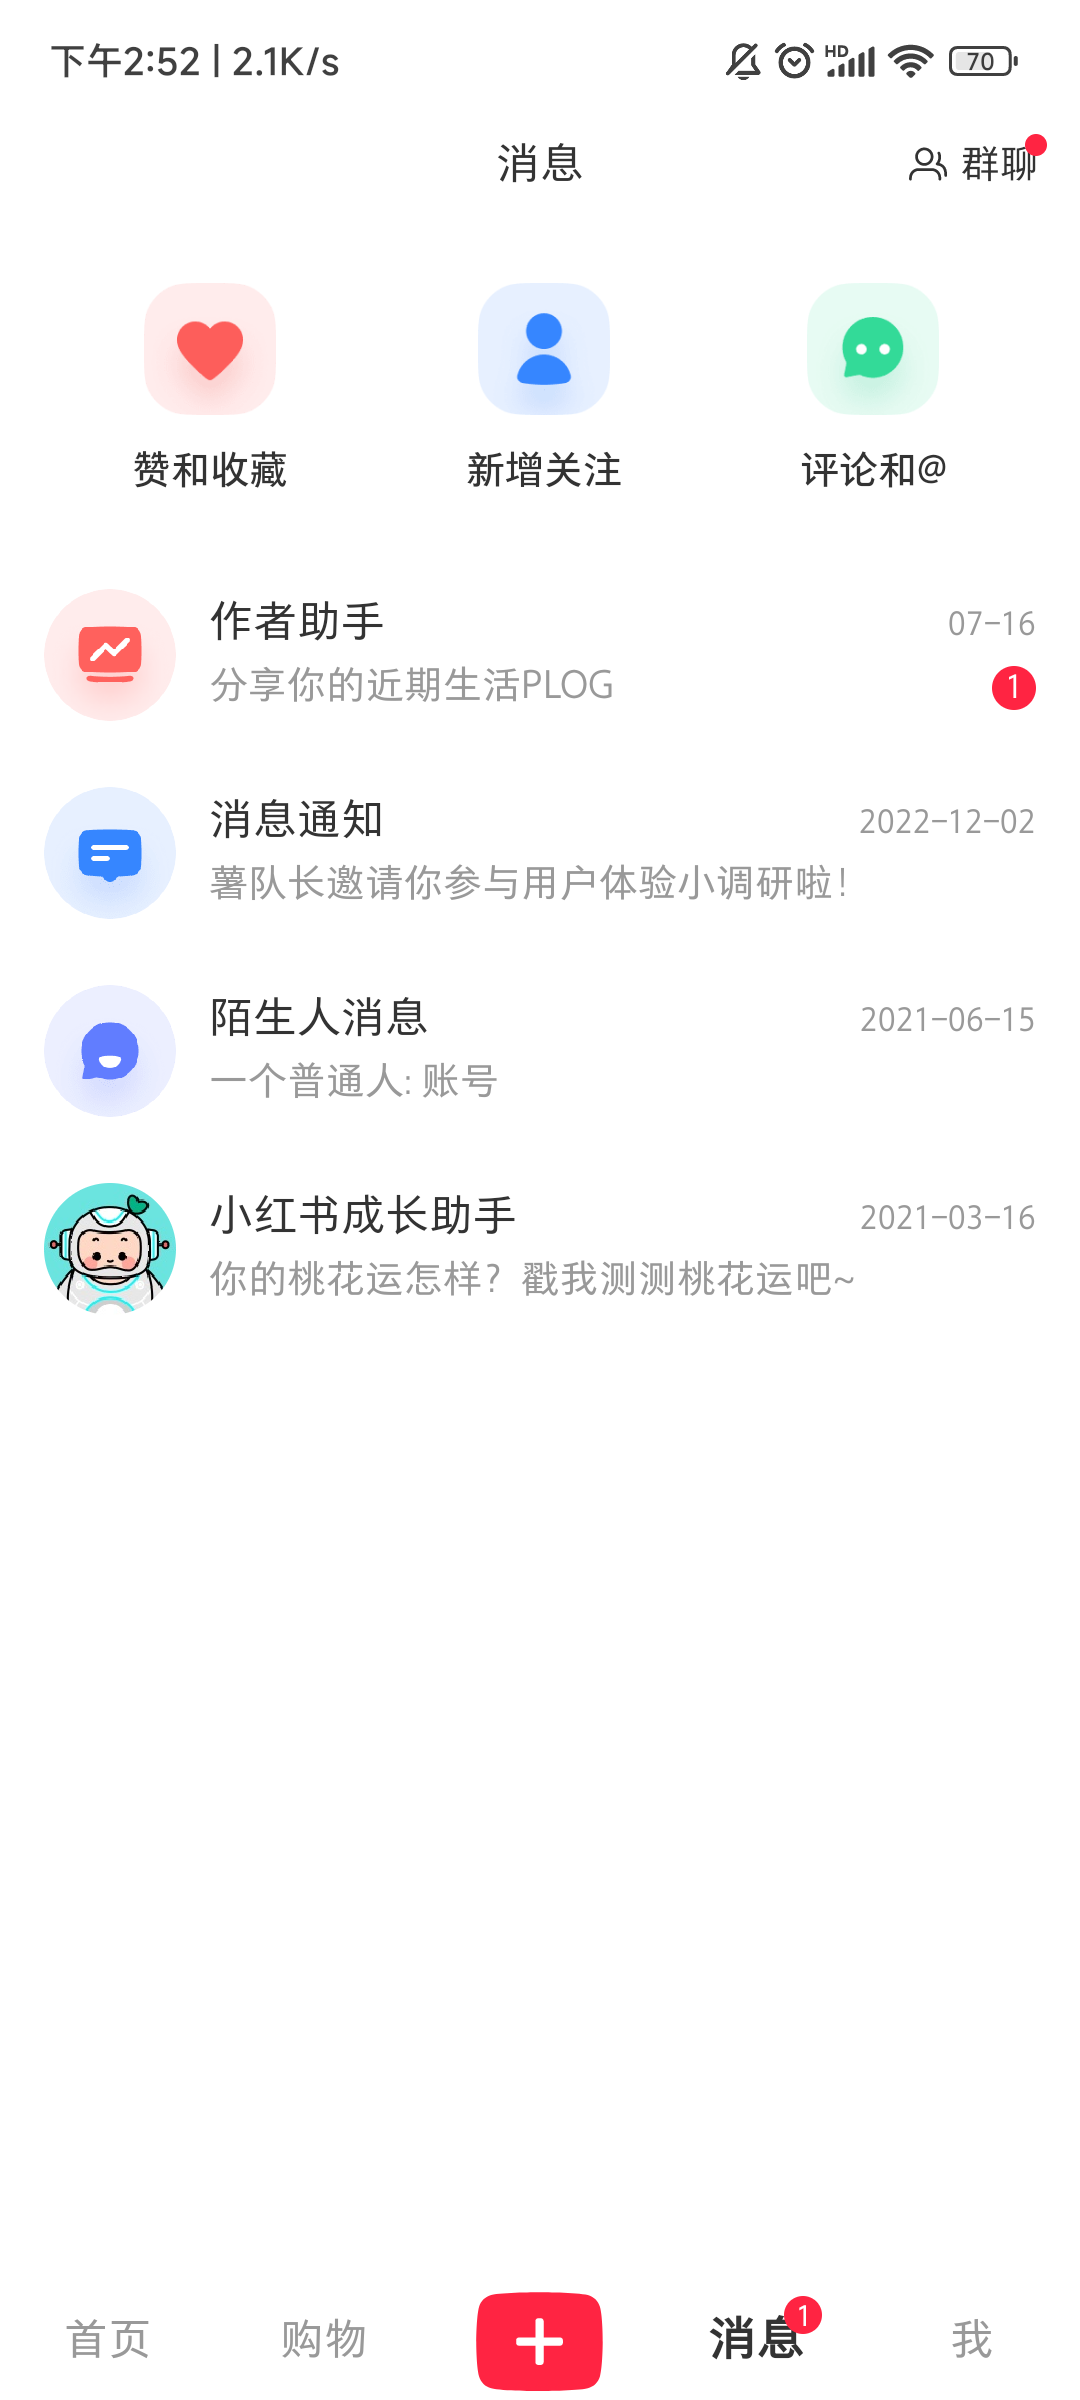 下午2:52 | 2.1K/s
HD
70
消息
群聊
赞和收藏
新增关注
评论和@
作者助手
07-16
分享你的近期生活PLOG
1
消息通知
2022-12-02
薯队长邀请你参与用户体验小调研啦！
陌生人消息
2021-06-15
一个普通人: 账号
小红书成长助手
2021-03-16
你的桃花运怎样？戳我测测桃花运吧~
首页
购物
消息
1
我